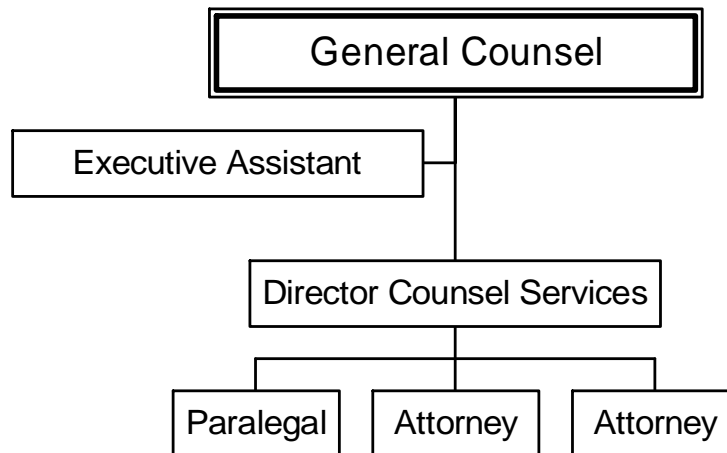 General Counsel
Executive Assistant
Director Counsel Services
Paralegal
Attorney
Attorney